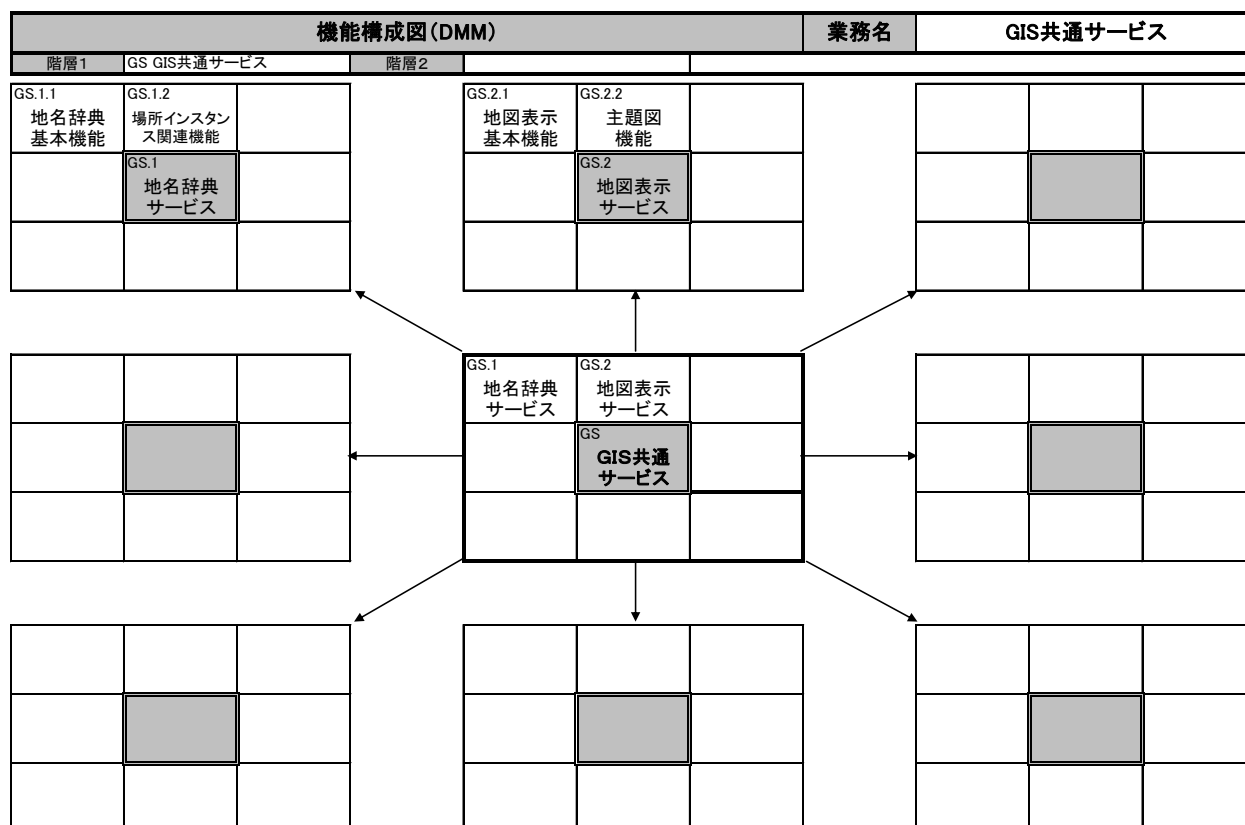 機能構成図(DMM)
業務名
GIS共通サービス
階層1
GS GIS共通サービス
階層2
GS.1.1
地名辞典
基本機能
GS.1.2
場所インスタン
ス関連機能
GS.1
地名辞典
サービス
GS.2.1
地図表示
基本機能
GS.2.2
主題図
機能
GS.2
地図表示
サービス
GS.1
地名辞典
サービス
GS.2
地図表示
サービス
GS
GIS共通
サービス